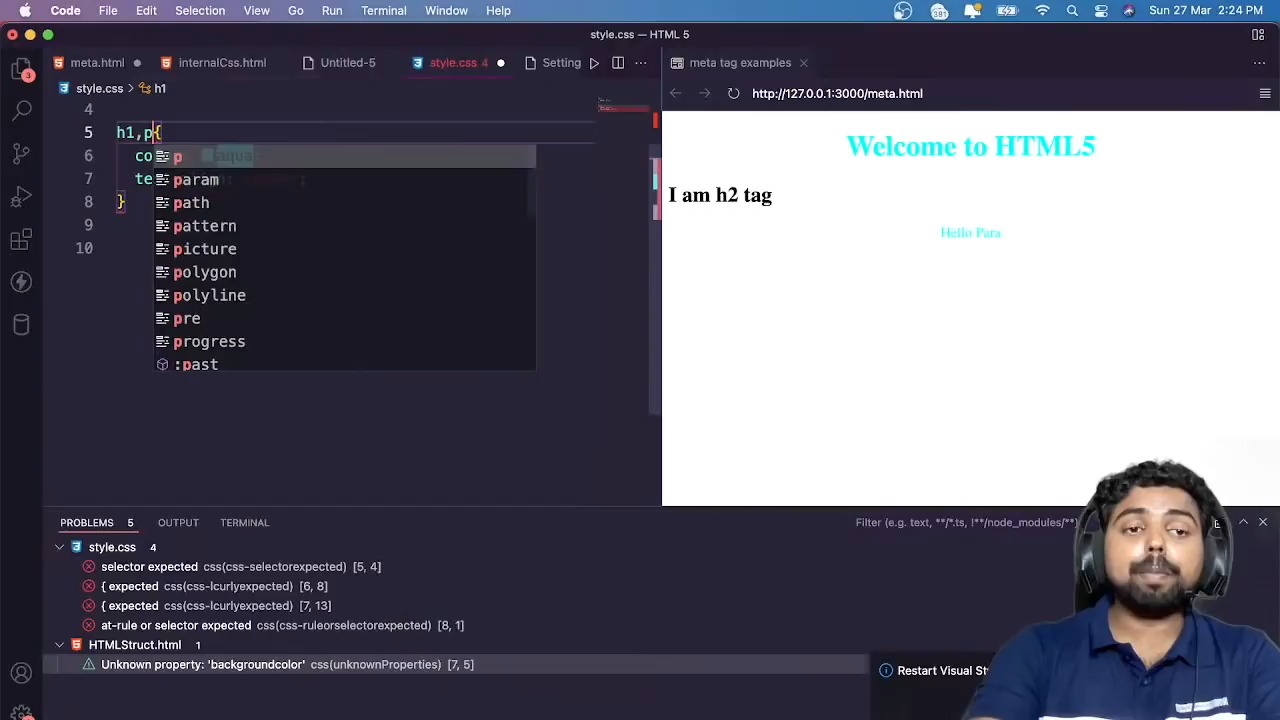 Code File Edit Selection View Go Run Terminal Window Help 381 Sun 27 Mar 2:24 PM
style.css — HTML 5
meta.html internalCss.html Untitled-5 style.css 4 Setting meta tag examples
style.css > h1
http://127.0.0.1:3000/meta.html
4
5 h1,p{
6 co aqua
7 te
8 }
9
10
p
param
path
pattern
picture
polygon
polyline
pre
progress
:past
Welcome to HTML5
I am h2 tag
Hello Para
PROBLEMS 5 OUTPUT TERMINAL Filter (e.g. text, **/*.ts, !**/node_modules/**)
style.css 4
selector expected css(css-selectorexpected) [5, 4]
{ expected css(css-lcurlyexpected) [6, 8]
{ expected css(css-lcurlyexpected) [7, 13]
at-rule or selector expected css(css-ruleorselectorexpected) [8, 1]
HTMLStruct.html 1
Unknown property: 'backgroundcolor' css(unknownProperties) [7, 5]
Restart Visual St
3